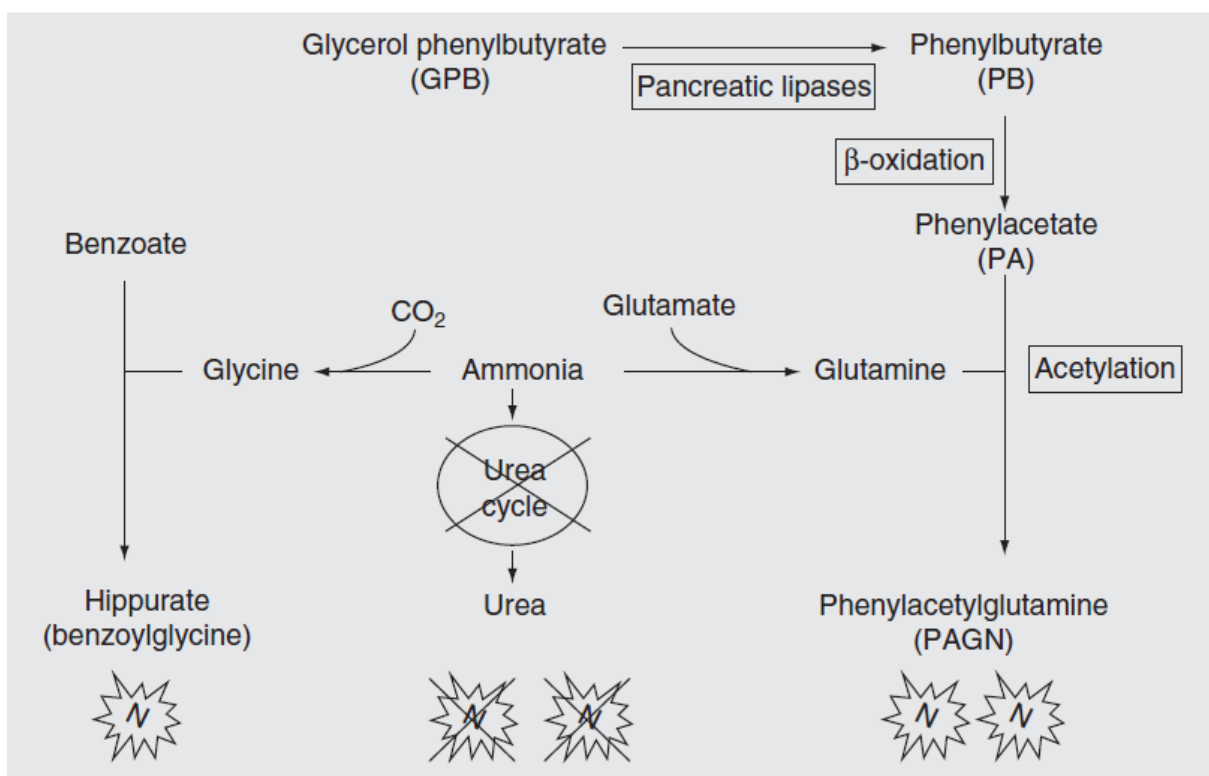 Glycerol phenylbutyrate
(GPB)
Pancreatic lipases
Phenylbutyrate
(PB)
β-oxidation
Phenylacetate
(PA)
Benzoate
CO₂
Glutamate
Glycine
Ammonia
Glutamine
Acetylation
Urea
cycle
Hippurate
(benzoylglycine)
Urea
Phenylacetylglutamine
(PAGN)
N
N
N
N
N